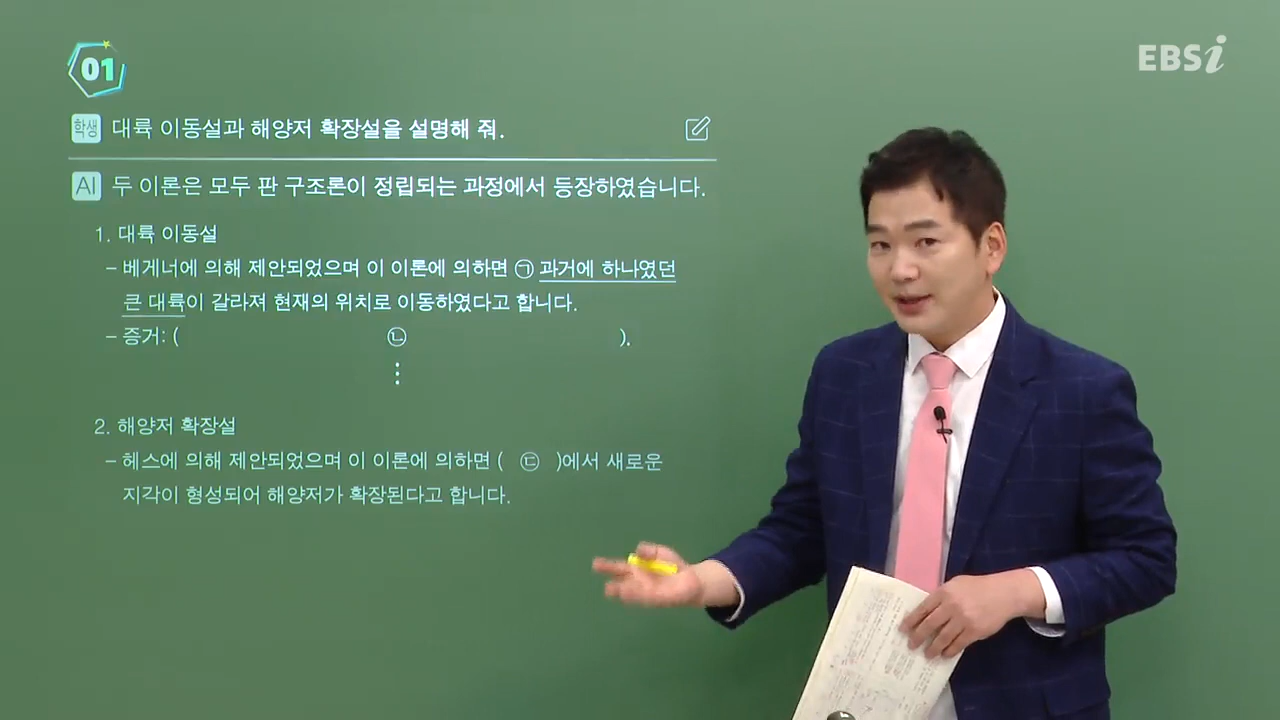 01
EBSi
학생 대륙 이동설과 해양저 확장설을 설명해 줘.
AI 두 이론은 모두 판 구조론이 정립되는 과정에서 등장하였습니다.
1. 대륙 이동설
– 베게너에 의해 제안되었으며 이 이론에 의하면 ㉠ 과거에 하나였던
큰 대륙이 갈라져 현재의 위치로 이동하였다고 합니다.
– 증거: ( ㉡ ).
⋮
2. 해양저 확장설
– 헤스에 의해 제안되었으며 이 이론에 의하면 ( ㉢ )에서 새로운
지각이 형성되어 해양저가 확장된다고 합니다.